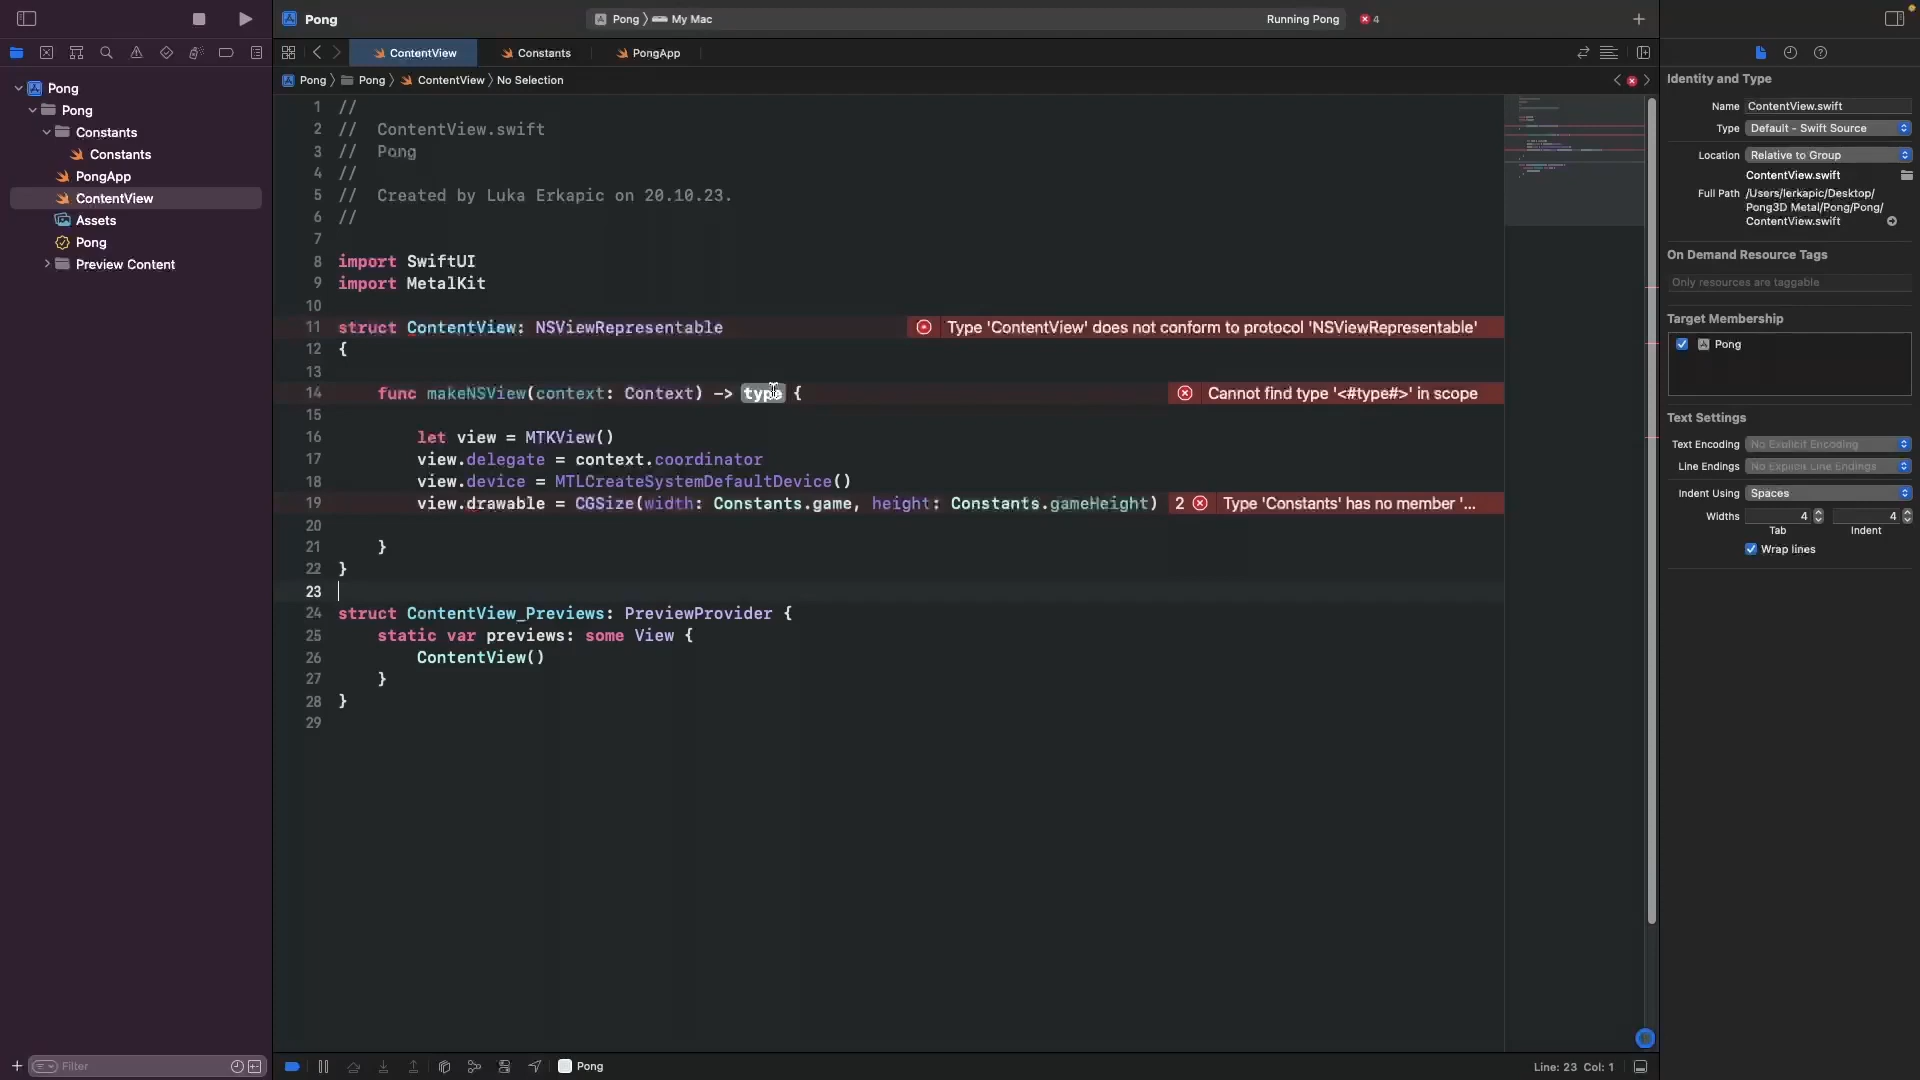 Pong
Pong
Constants
Constants
PongApp
ContentView
Assets
Pong
Preview Content
Filter
Pong
Pong ⟩ My Mac
Running Pong
4
ContentView
Constants
PongApp
Pong ⟩ Pong ⟩ ContentView ⟩ No Selection
1 //
2 //  ContentView.swift
3 //  Pong
4 //
5 //  Created by Luka Erkapic on 20.10.23.
6 //
7
8 import SwiftUI
9 import MetalKit
10
11 struct ContentView: NSViewRepresentable Type 'ContentView' does not conform to protocol 'NSViewRepresentable'
12 {
13
14     func makeNSView(context: Context) -> type { Cannot find type '<#type#>' in scope
15
16         let view = MTKView()
17         view.delegate = context.coordinator
18         view.device = MTLCreateSystemDefaultDevice()
19         view.drawable = CGSize(width: Constants.game, height: Constants.gameHeight) 2 Type 'Constants' has no member '...
20
21     }
22 }
23
24 struct ContentView_Previews: PreviewProvider {
25     static var previews: some View {
26         ContentView()
27     }
28 }
29
Pong
Line: 23 Col: 1
Identity and Type
Name ContentView.swift
Type Default - Swift Source
Location Relative to Group
ContentView.swift
Full Path /Users/lerkapic/Desktop/
Pong3D Metal/Pong/Pong/
ContentView.swift
On Demand Resource Tags
Only resources are taggable
Target Membership
Pong
Text Settings
Text Encoding No Explicit Encoding
Line Endings No Explicit Line Endings
Indent Using Spaces
Widths 4 4
Tab Indent
Wrap lines